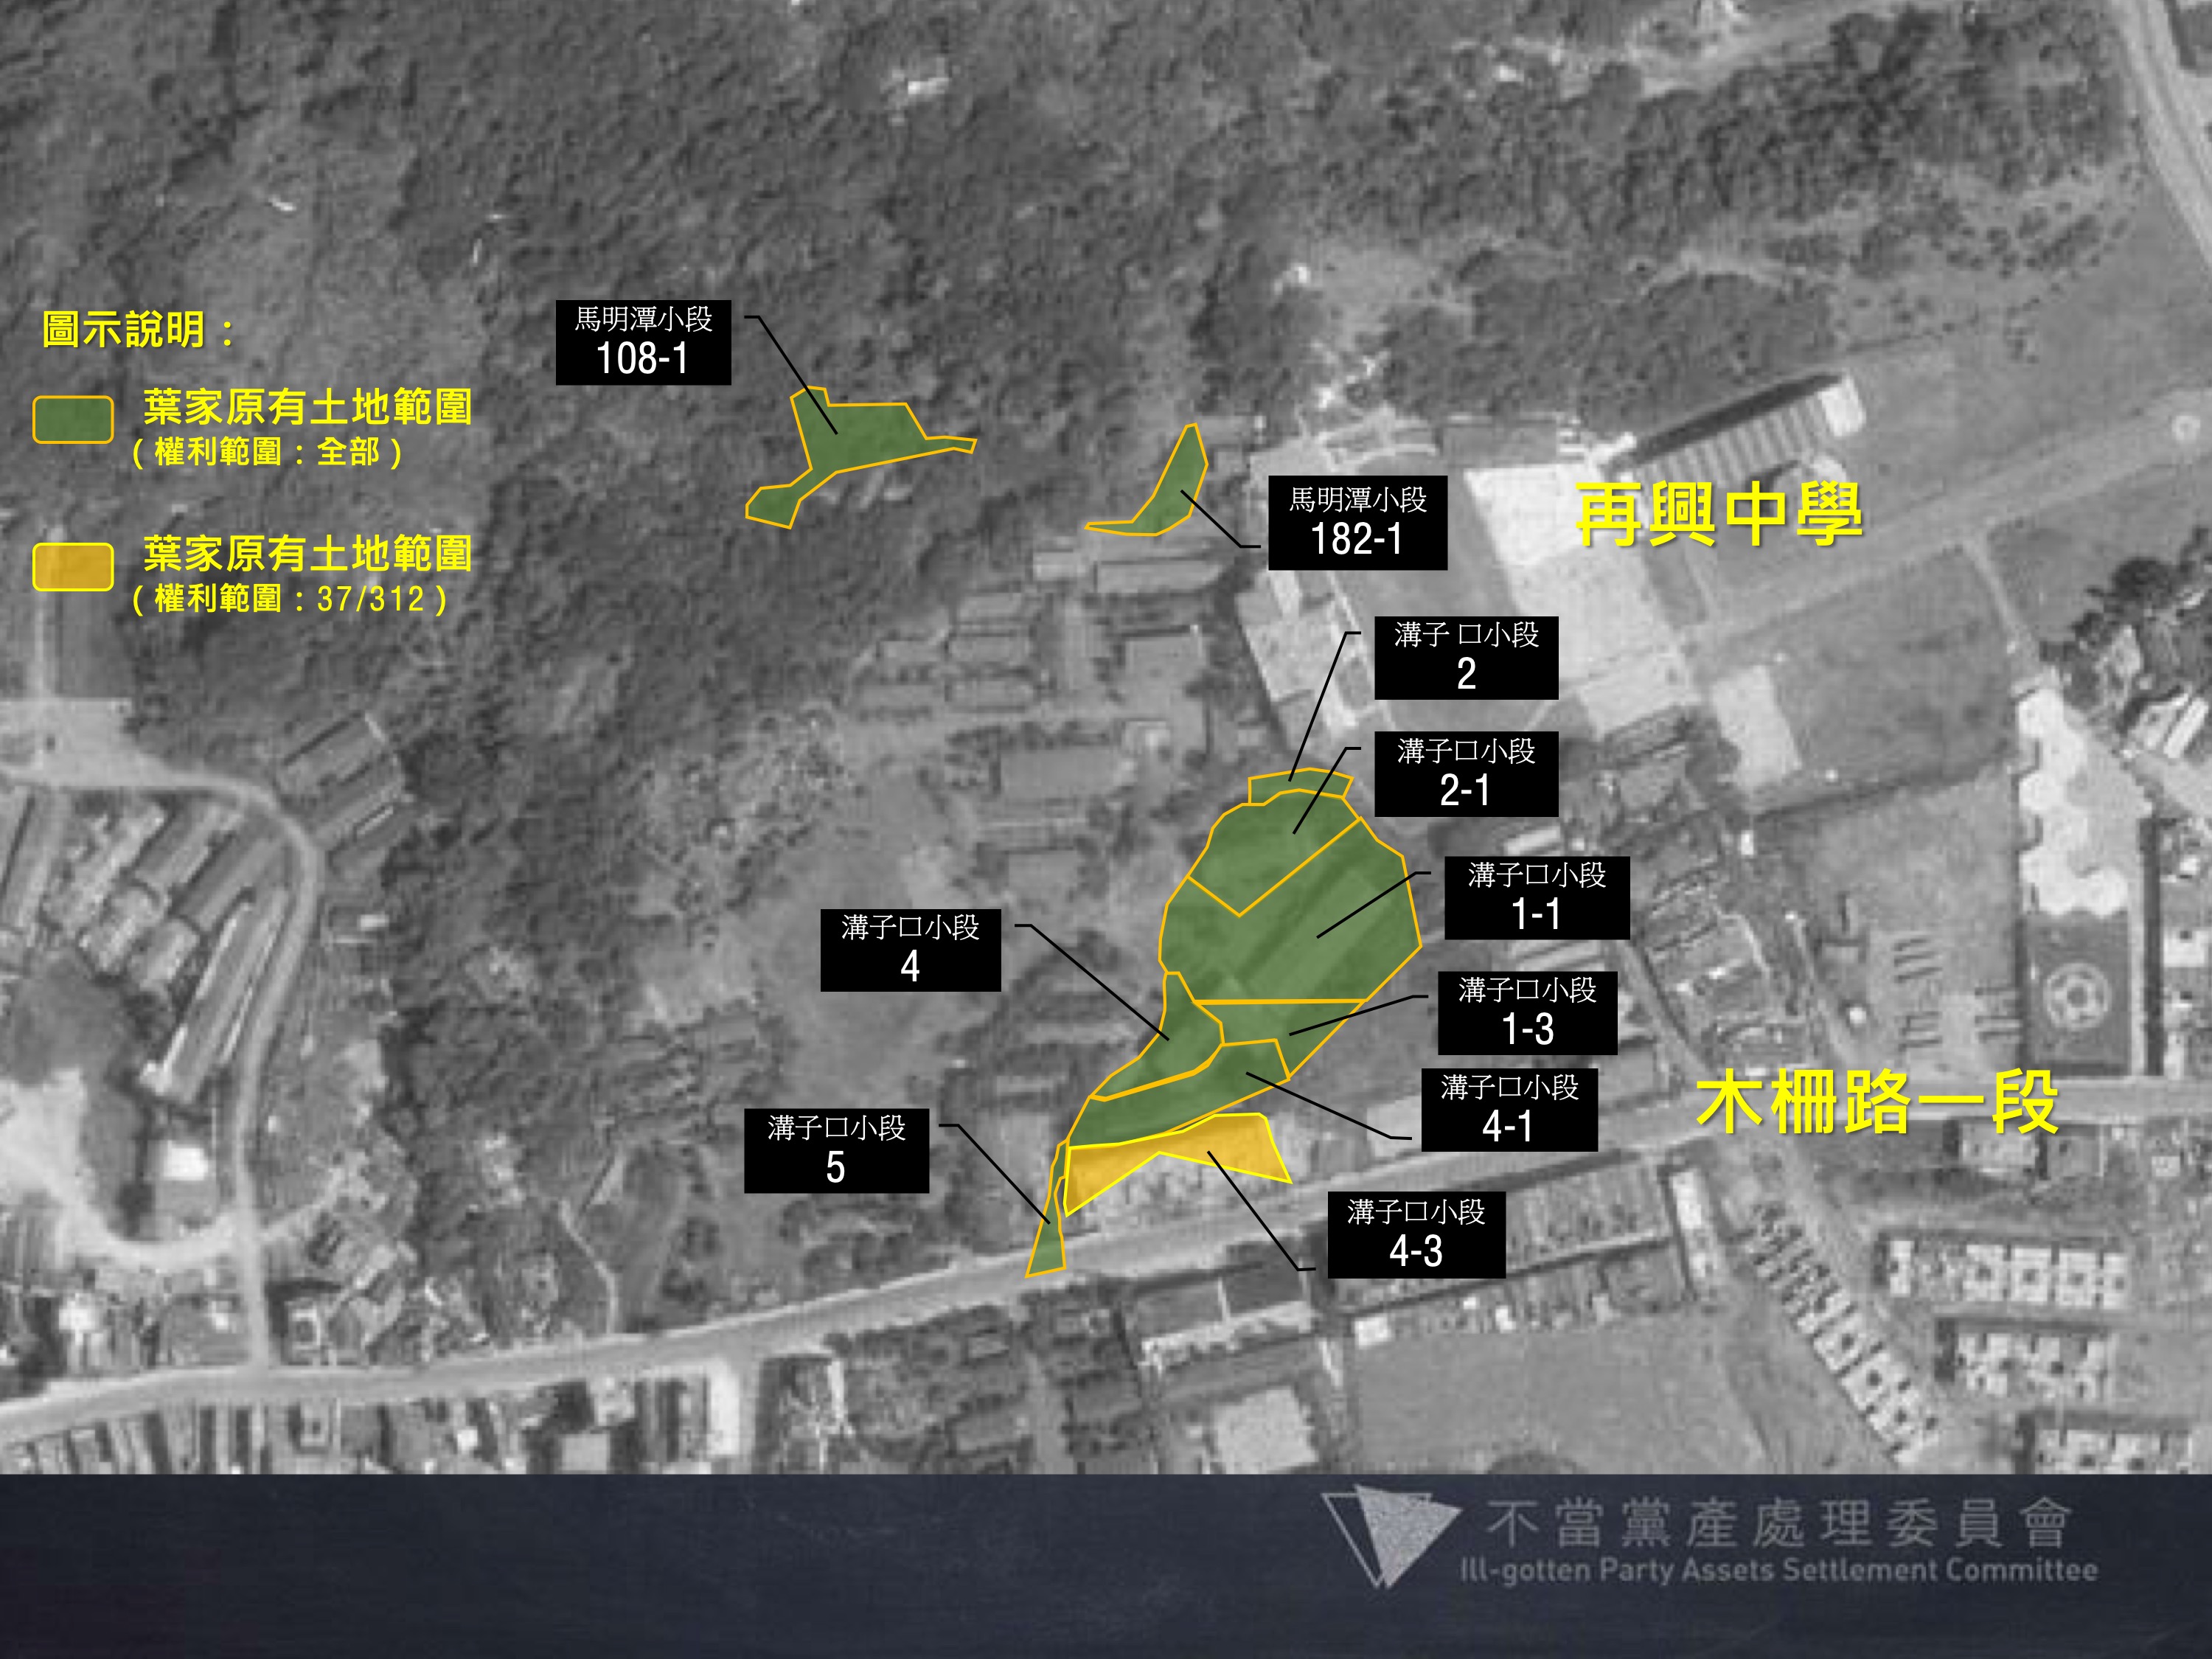 圖示說明：
葉家原有土地範圍
（權利範圍：全部）
葉家原有土地範圍
（權利範圍：37/312）
馬明潭小段
108-1
馬明潭小段
182-1
再興中學
溝子口小段
2
溝子口小段
2-1
溝子口小段
1-1
溝子口小段
4
溝子口小段
1-3
溝子口小段
4-1
木柵路一段
溝子口小段
5
溝子口小段
4-3
不當黨產處理委員會
Ill-gotten Party Assets Settlement Committee